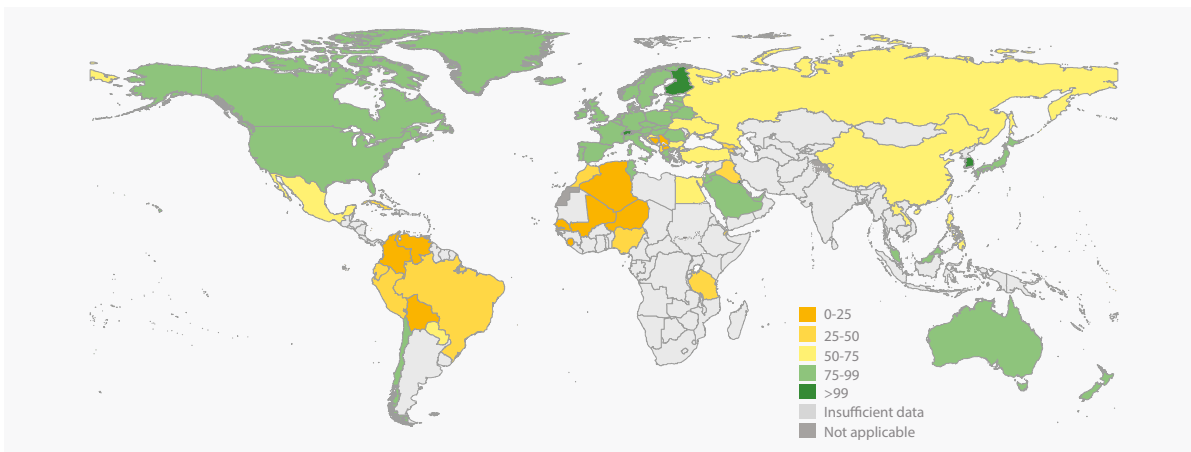 0-25
25-50
50-75
75-99
>99
Insufficient data
Not applicable